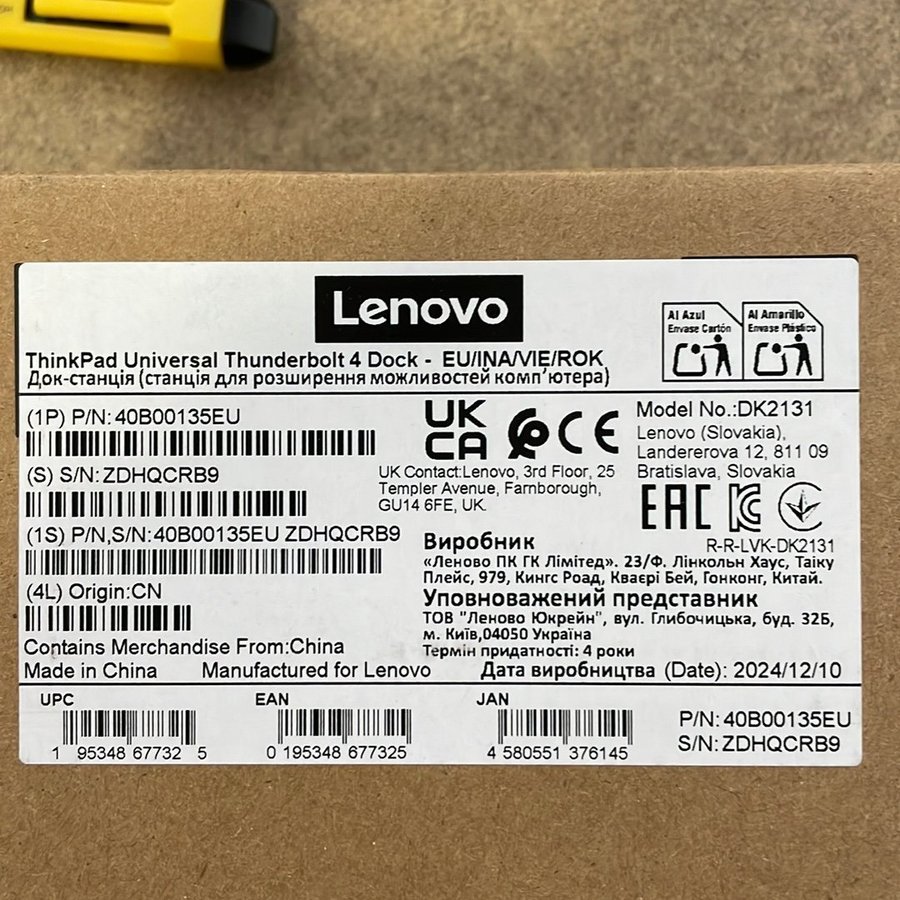 Lenovo
Al Azul
Envase Cartón
Al Amarillo
Envase Plástico
ThinkPad Universal Thunderbolt 4 Dock - EU/INA/VIE/ROK
Док-станція (станція для розширення можливостей комп'ютера)
(1P) P/N: 40B00135EU
(S) S/N: ZDHQCRB9
(1S) P/N,S/N:40B00135EU ZDHQCRB9
(4L) Origin:CN
Contains Merchandise From:China
Made in China Manufactured for Lenovo
UK
CA
CE
UK Contact:Lenovo, 3rd Floor, 25
Templer Avenue, Farnborough,
GU14 6FE, UK.
Model No.:DK2131
Lenovo (Slovakia),
Landererova 12, 811 09
Bratislava, Slovakia
EAC
R-R-LVK-DK2131
Виробник
«Леново ПК ГК Лімітед». 23/Ф. Лінкольн Хаус, Таіку
Плейс, 979, Кингс Роад, Кваєрі Бей, Гонконг, Китай.
Уповноважений представник
ТОВ "Леново Юкрейн", вул. Глибочицька, буд. 32Б,
м. Київ,04050 Україна
Термін придатності: 4 роки
Дата виробництва (Date): 2024/12/10
UPC
1 95348 67732 5
EAN
0 195348 677325
JAN
4 580551 376145
P/N: 40B00135EU
S/N: ZDHQCRB9